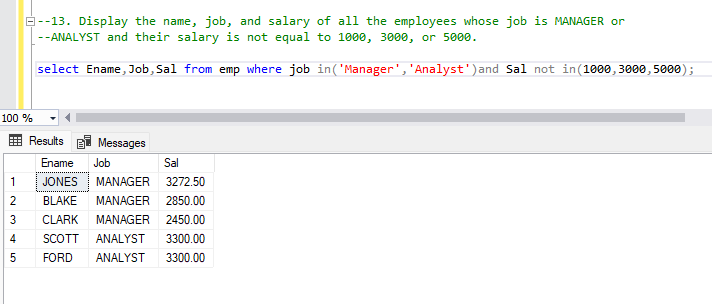 --13. Display the name, job, and salary of all the employees whose job is MANAGER or
--ANALYST and their salary is not equal to 1000, 3000, or 5000.
select Ename,Job,Sal from emp where job in('Manager','Analyst')and Sal not in(1000,3000,5000);
100 %
Results Messages
Ename Job Sal
1 JONES MANAGER 3272.50
2 BLAKE MANAGER 2850.00
3 CLARK MANAGER 2450.00
4 SCOTT ANALYST 3300.00
5 FORD ANALYST 3300.00